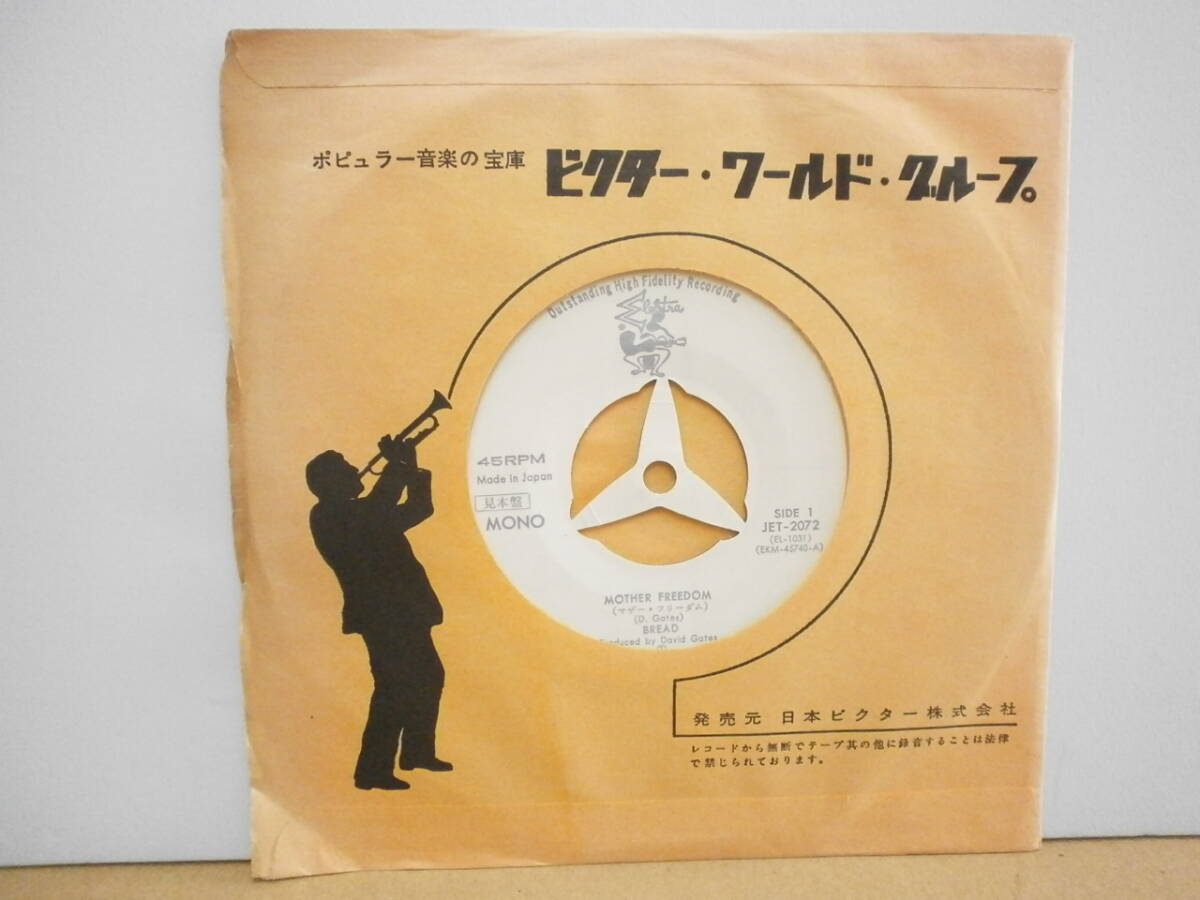 ポピュラー音楽の宝庫 ビクター・ワールド・グループ。
Outstanding High Fidelity Recording
Elektra
45RPM
Made in Japan
見本盤
MONO
SIDE 1
JET-2072
(EL-1031)
(EKM-45740-A)
MOTHER FREEDOM
(マザー・フリーダム)
(D. Gates)
BREAD
Produced by David Gates
発売元 日本ビクター株式会社
レコードから無断でテープ其の他に録音することは法律
で禁じられております。